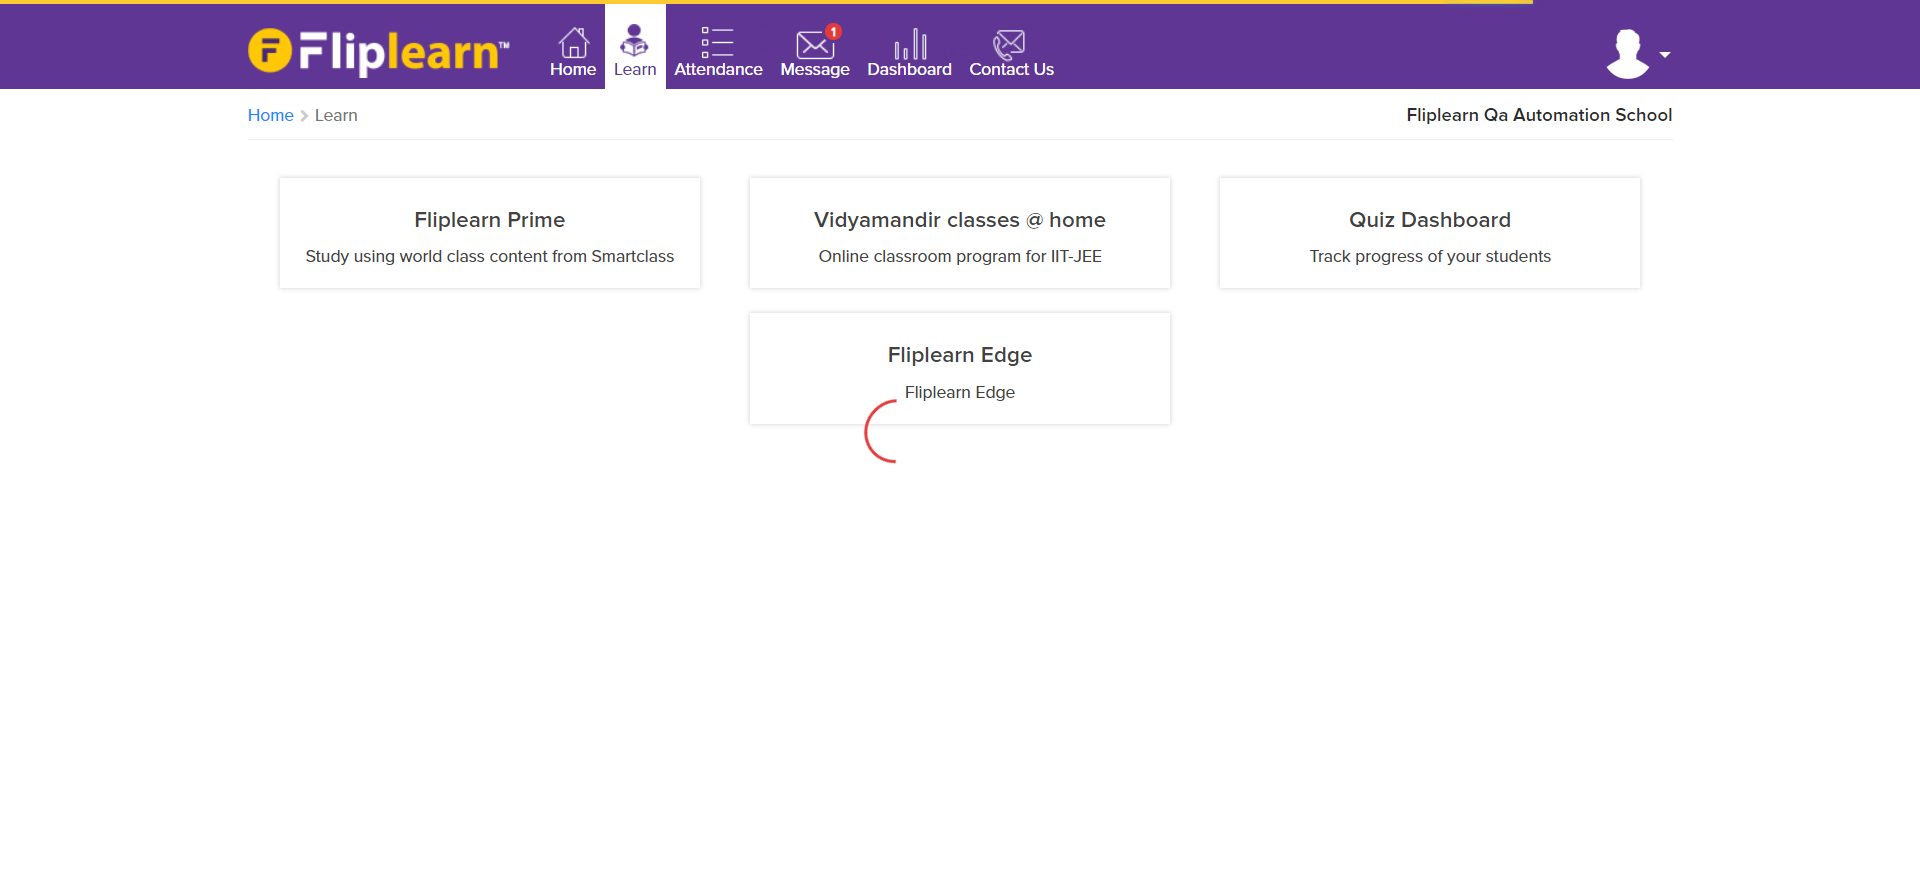 Fliplearn™
Home
Learn
Attendance
1
Message
Dashboard
Contact Us
Home > Learn
Fliplearn Qa Automation School
Fliplearn Prime
Study using world class content from Smartclass
Vidyamandir classes @ home
Online classroom program for IIT-JEE
Quiz Dashboard
Track progress of your students
Fliplearn Edge
Fliplearn Edge